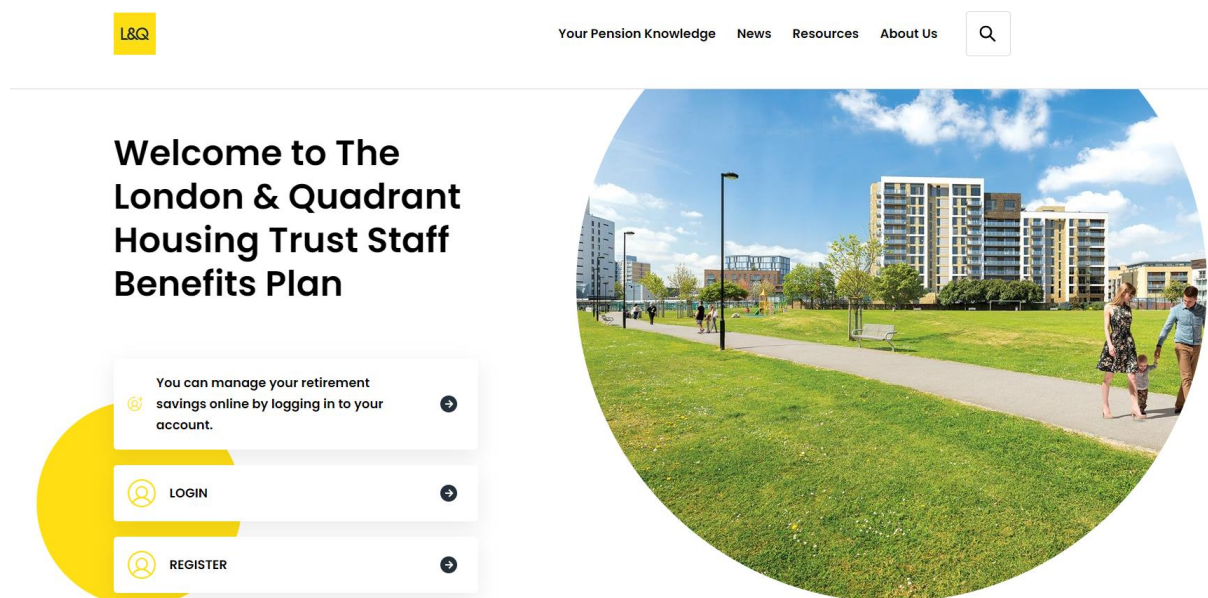 L&Q
Your Pension Knowledge News Resources About Us
Welcome to The
London & Quadrant
Housing Trust Staff
Benefits Plan
You can manage your retirement
savings online by logging in to your
account.
LOGIN
REGISTER